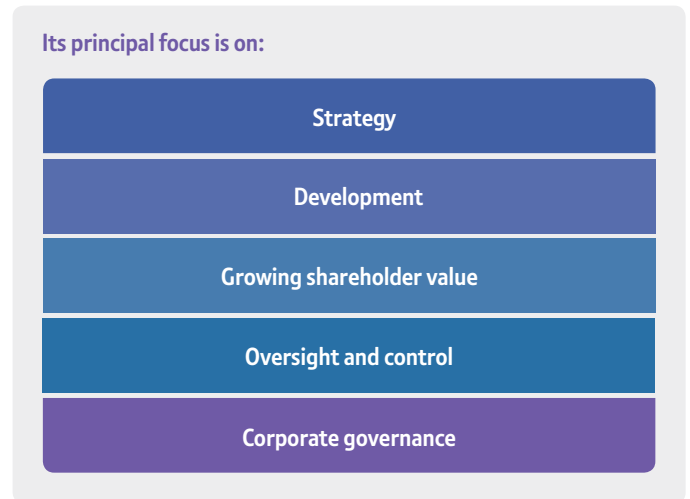 Its principal focus is on:
Strategy
Development
Growing shareholder value
Oversight and control
Corporate governance